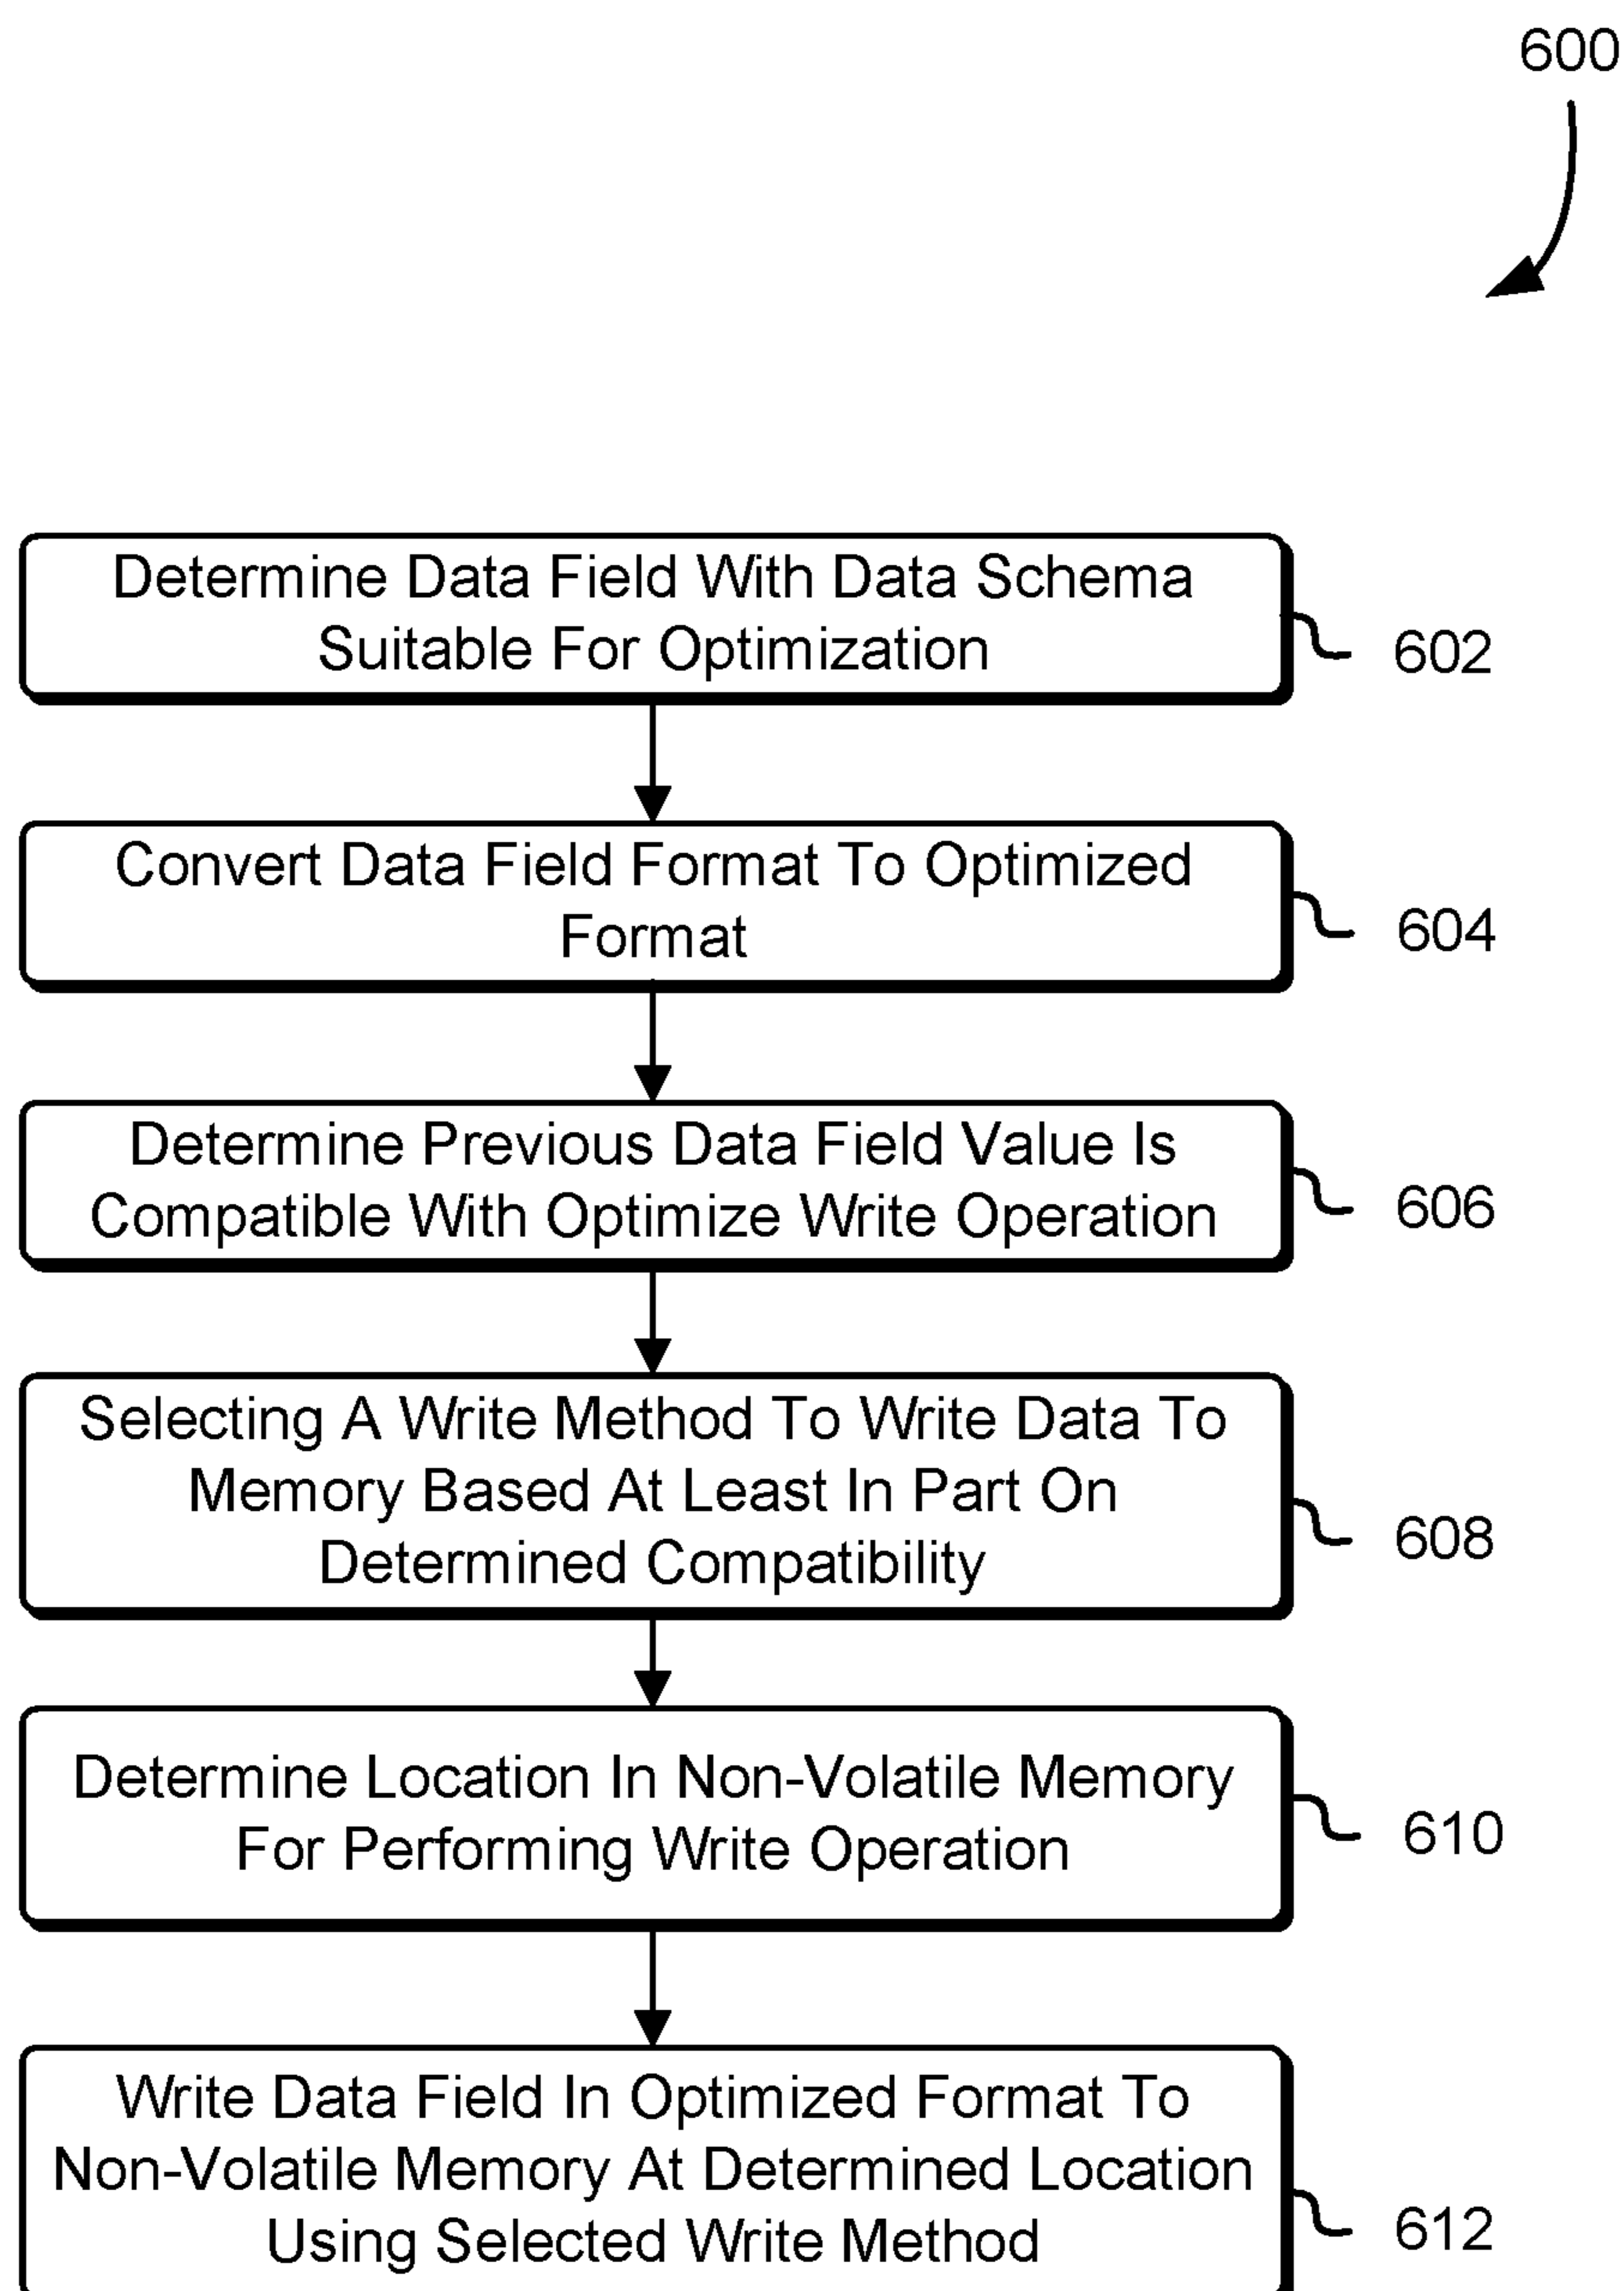 600
Determine Data Field With Data Schema
Suitable For Optimization
602
Convert Data Field Format To Optimized
Format
604
Determine Previous Data Field Value Is
Compatible With Optimize Write Operation
606
Selecting A Write Method To Write Data To
Memory Based At Least In Part On
Determined Compatibility
608
Determine Location In Non-Volatile Memory
For Performing Write Operation
610
Write Data Field In Optimized Format To
Non-Volatile Memory At Determined Location
Using Selected Write Method
612